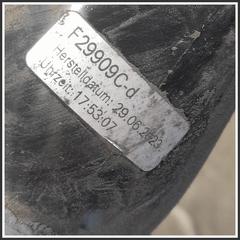 F29909C-d
Herstelldatum: 29.06.2023
Uhrzeit: 17:53:07